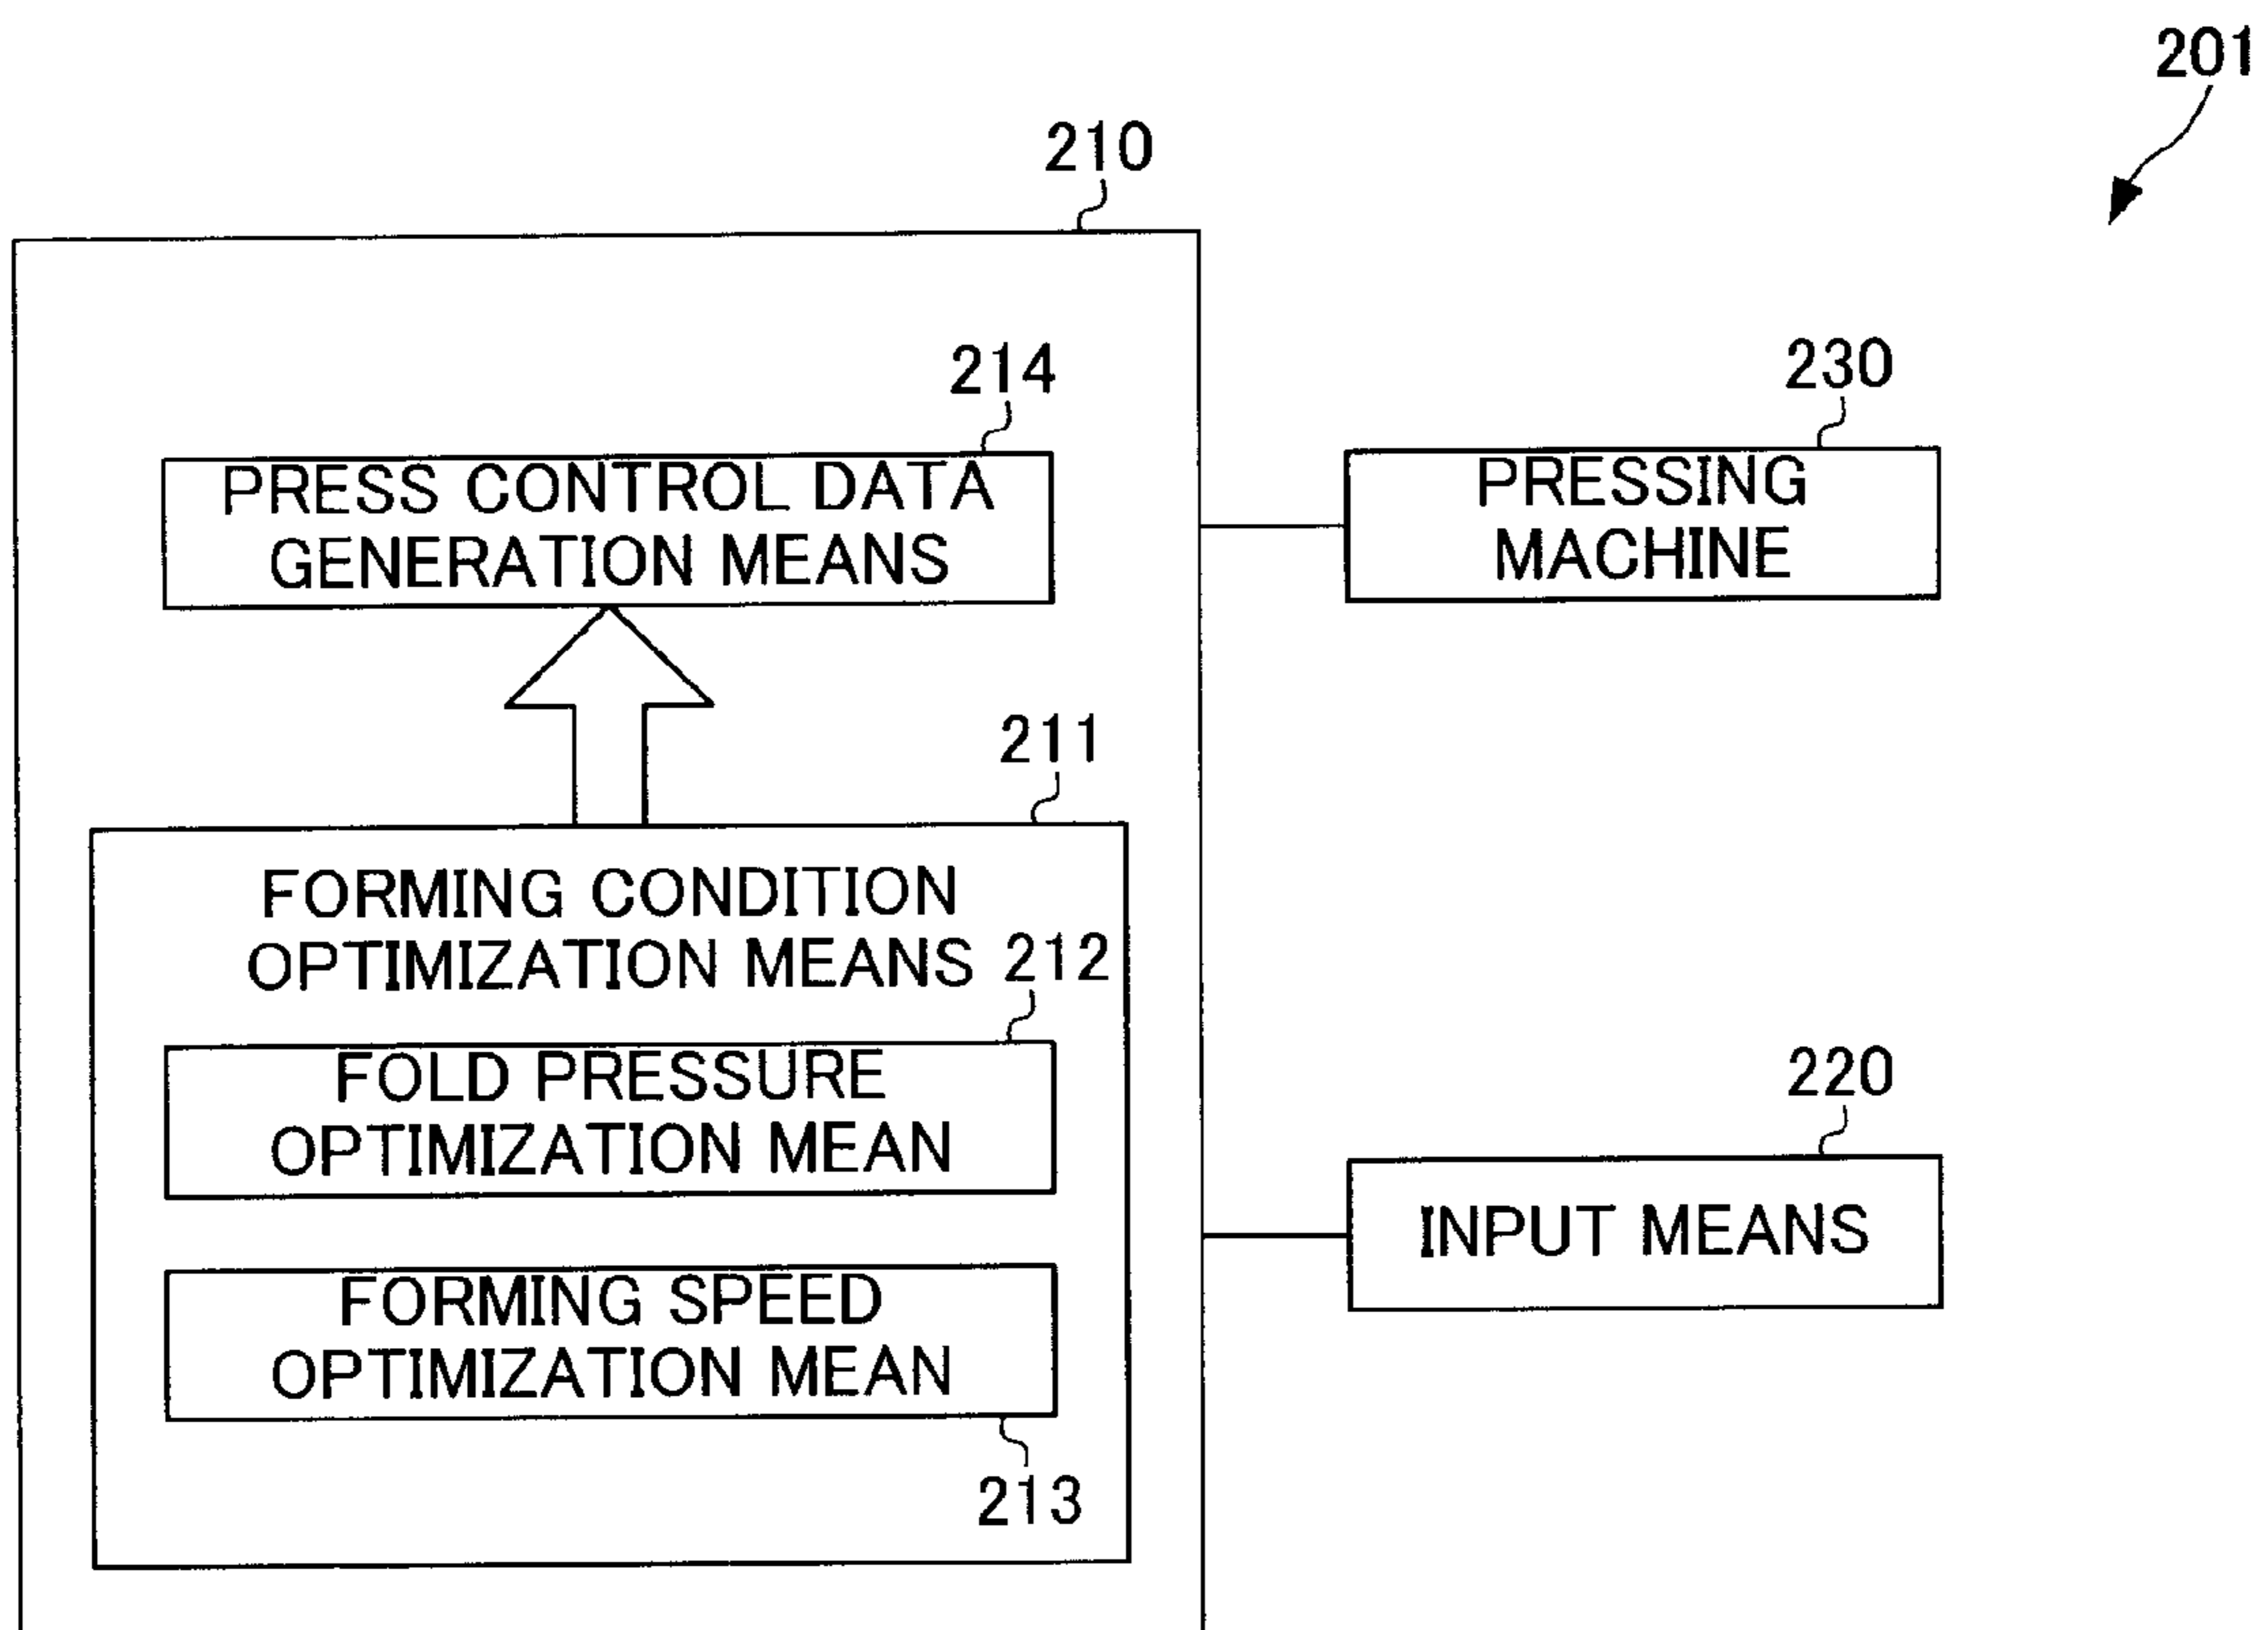 201
210
214
PRESS CONTROL DATA
GENERATION MEANS
230
PRESSING
MACHINE
211
FORMING CONDITION
OPTIMIZATION MEANS
212
FOLD PRESSURE
OPTIMIZATION MEAN
220
INPUT MEANS
FORMING SPEED
OPTIMIZATION MEAN
213